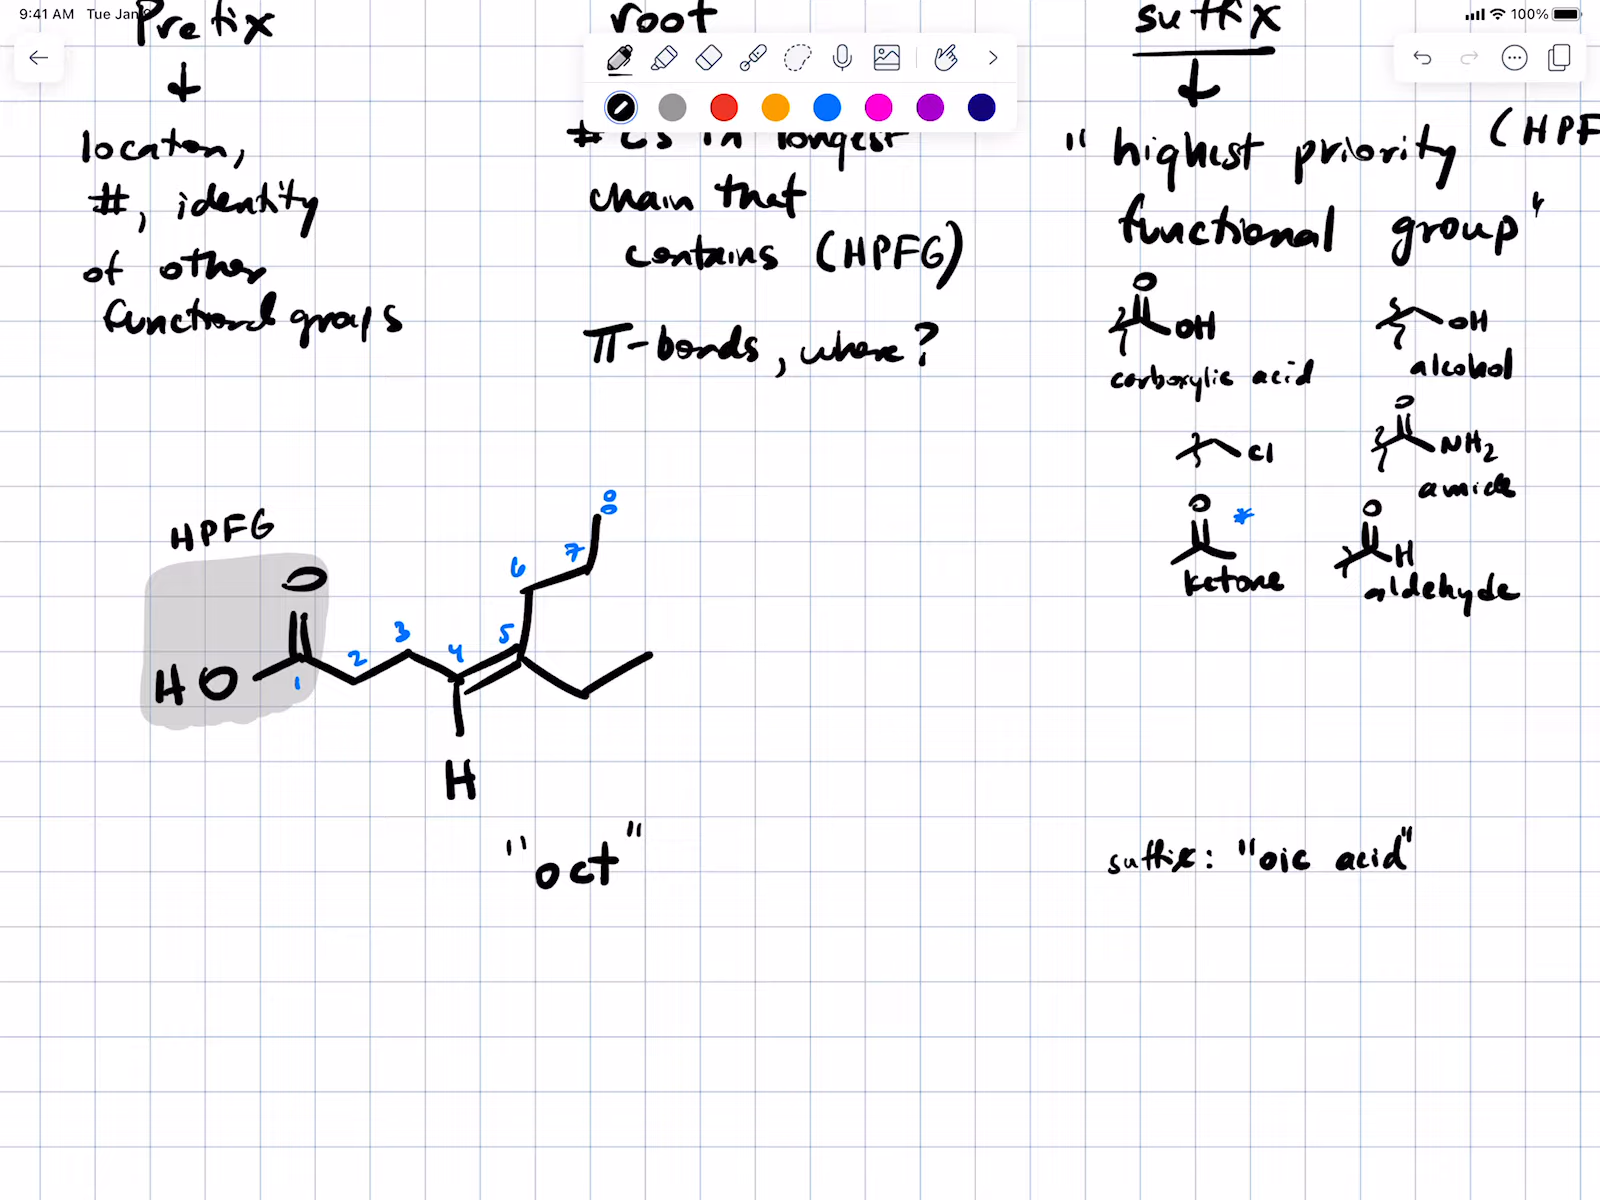 9:41 AM Tue Jan
100%
Prefix
location,
#, identity
of other
functional groups
root
# Cs in longest
chain that
contains (HPFG)
π-bonds, where?
suffix
" highest priority (HPF
functional group"
O
OH
carboxylic acid
OH
alcohol
Cl
O
NH2
amide
O
*
ketone
O
H
aldehyde
HPFG
O
HO
1
2
3
4
5
6
7
8
H
"oct"
suffix: "oic acid"